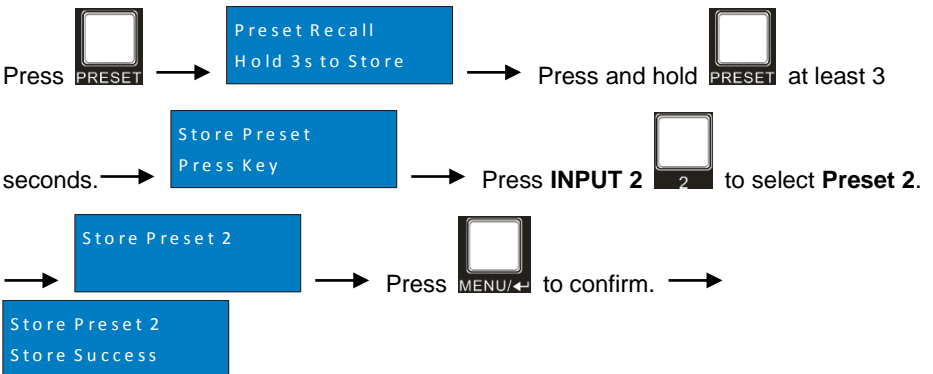 Preset Recall
Hold 3s to Store
Press PRESET Press and hold PRESET at least 3
Store Preset
Press Key
seconds. Press INPUT 2 2 to select Preset 2.
Store Preset 2
Press MENU/↵ to confirm.
Store Preset 2
Store Success